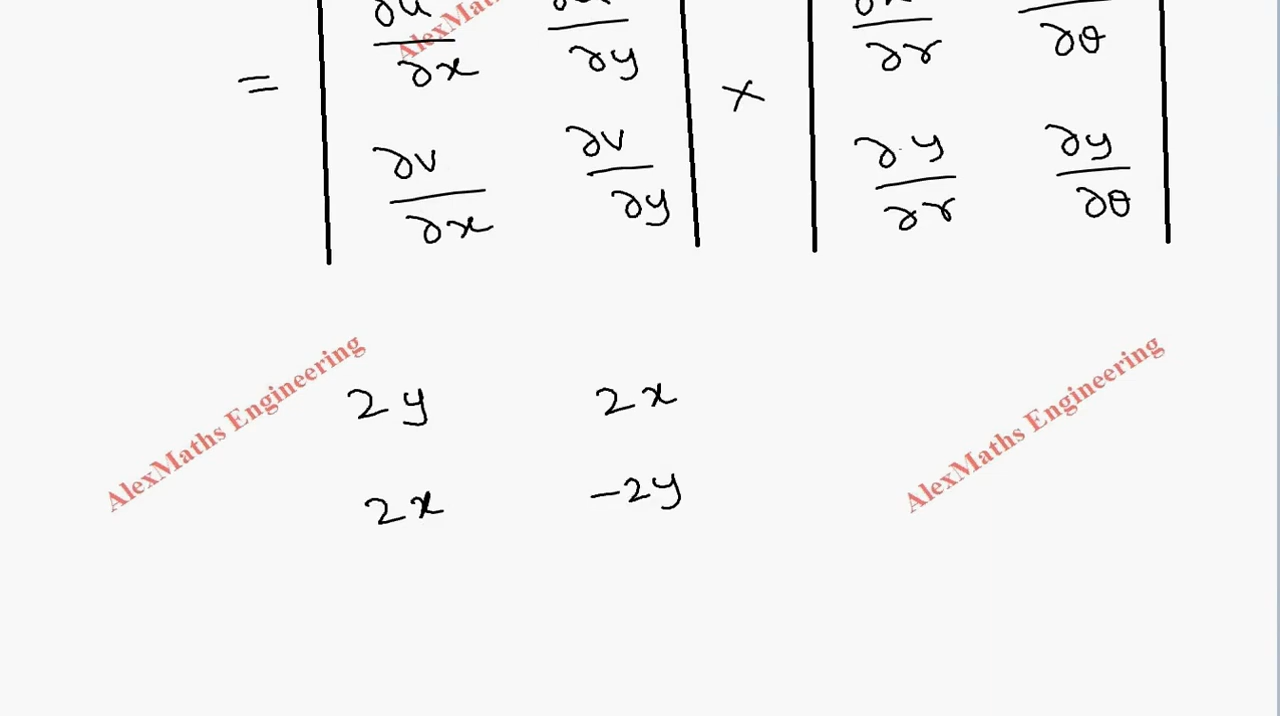 ∂u ∂u ∂x
∂x ∂y ∂r ∂θ
= ×
∂v ∂v ∂y ∂y
∂x ∂y ∂r ∂θ
AlexMaths Engineering AlexMaths Engineering
2y 2x
2x -2y